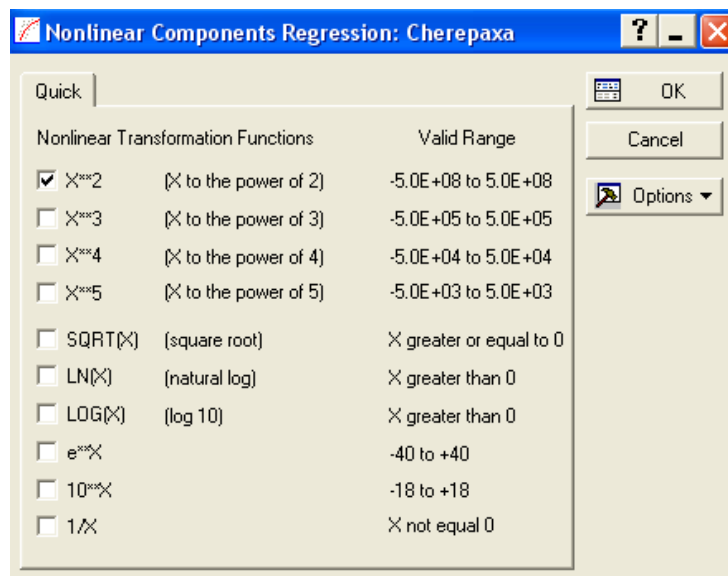 Nonlinear Components Regression: Cherepaxa
Quick
OK
Nonlinear Transformation Functions Valid Range
Cancel
X**2 (X to the power of 2) -5.0E+08 to 5.0E+08
Options
X**3 (X to the power of 3) -5.0E+05 to 5.0E+05
X**4 (X to the power of 4) -5.0E+04 to 5.0E+04
X**5 (X to the power of 5) -5.0E+03 to 5.0E+03
SQRT(X) (square root) X greater or equal to 0
LN(X) (natural log) X greater than 0
LOG(X) (log 10) X greater than 0
e**X -40 to +40
10**X -18 to +18
1/X X not equal 0